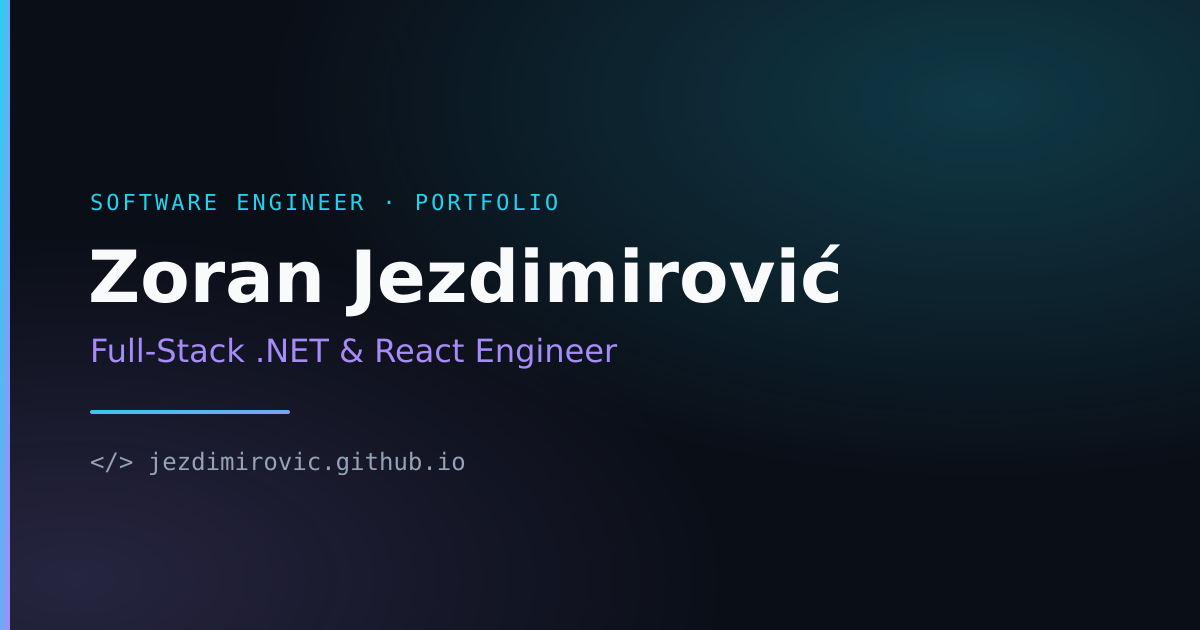 SOFTWARE ENGINEER · PORTFOLIO
Zoran Jezdimirović
Full-Stack .NET & React Engineer
</> jezdimirovic.github.io